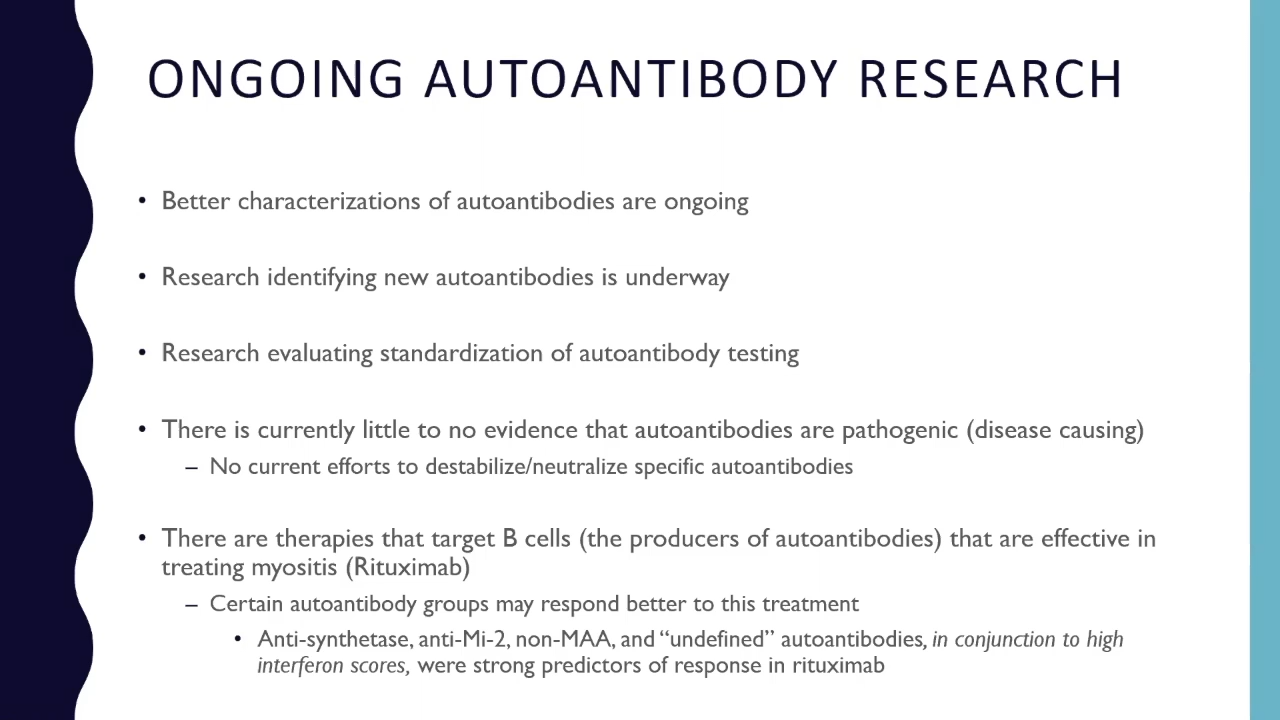 ONGOING AUTOANTIBODY RESEARCH
• Better characterizations of autoantibodies are ongoing
• Research identifying new autoantibodies is underway
• Research evaluating standardization of autoantibody testing
• There is currently little to no evidence that autoantibodies are pathogenic (disease causing)
– No current efforts to destabilize/neutralize specific autoantibodies
• There are therapies that target B cells (the producers of autoantibodies) that are effective in
treating myositis (Rituximab)
– Certain autoantibody groups may respond better to this treatment
• Anti-synthetase, anti-Mi-2, non-MAA, and “undefined” autoantibodies, in conjunction to high
interferon scores, were strong predictors of response in rituximab